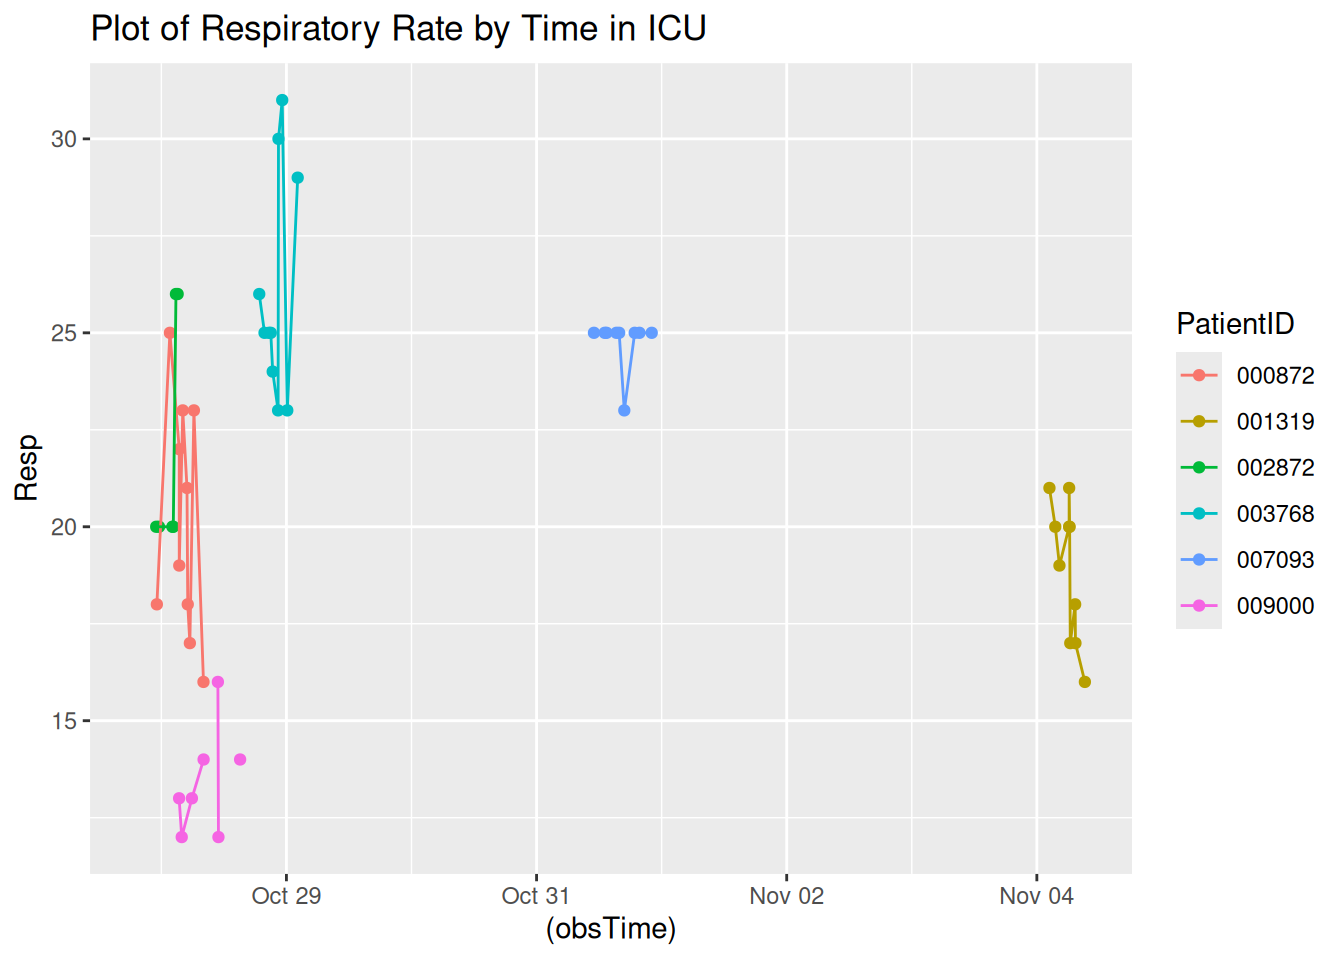 Plot of Respiratory Rate by Time in ICU
30
25
20
15
Resp
Oct 29
Oct 31
Nov 02
Nov 04
(obsTime)
PatientID
000872
001319
002872
003768
007093
009000